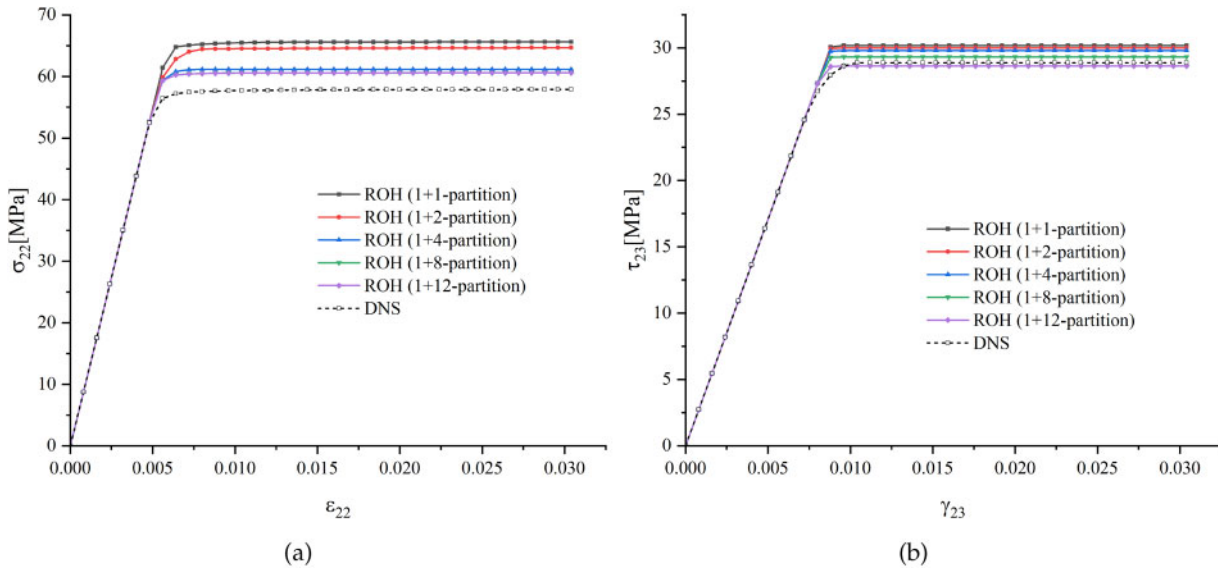 70
60
50
40
30
20
10
0
σ22[MPa]
ROH (1+1-partition)
ROH (1+2-partition)
ROH (1+4-partition)
ROH (1+8-partition)
ROH (1+12-partition)
DNS
0.000 0.005 0.010 0.015 0.020 0.025 0.030
ε22
(a)
30
25
20
15
10
5
0
τ23[MPa]
ROH (1+1-partition)
ROH (1+2-partition)
ROH (1+4-partition)
ROH (1+8-partition)
ROH (1+12-partition)
DNS
0.000 0.005 0.010 0.015 0.020 0.025 0.030
γ23
(b)